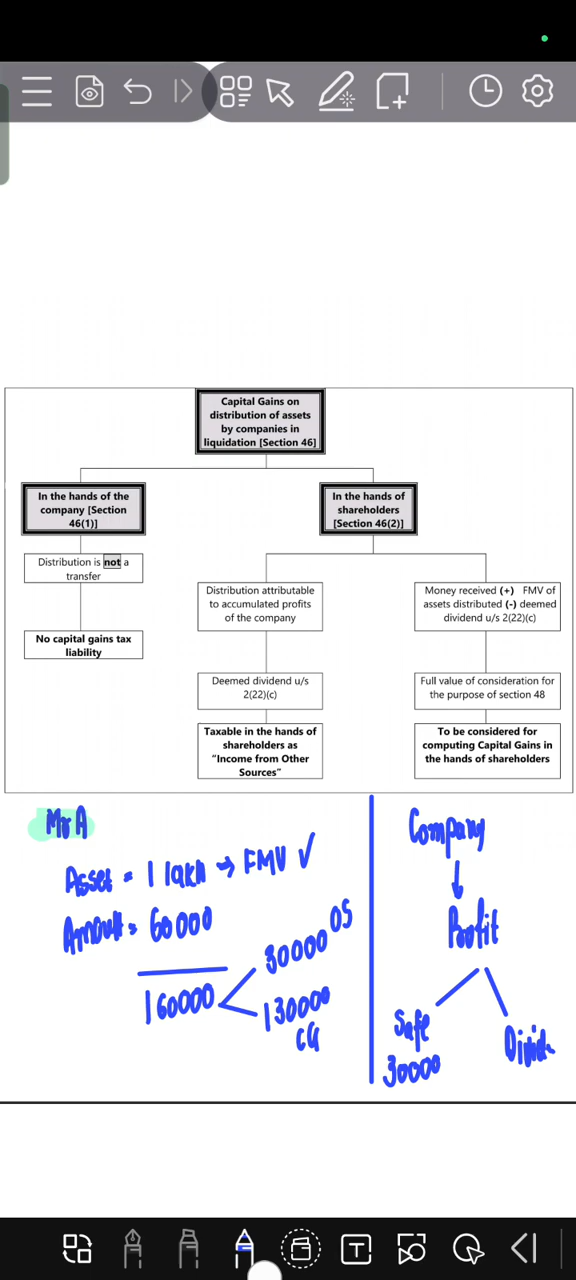 Capital Gains on
distribution of assets
by companies in
liquidation [Section 46]
In the hands of the
company [Section
46(1)]
Distribution is not a
transfer
No capital gains tax
liability
In the hands of
shareholders
[Section 46(2)]
Distribution attributable
to accumulated profits
of the company
Deemed dividend u/s
2(22)(c)
Taxable in the hands of
shareholders as
“Income from Other
Sources”
Money received (+) FMV of
assets distributed (-) deemed
dividend u/s 2(22)(c)
Full value of consideration for
the purpose of section 48
To be considered for
computing Capital Gains in
the hands of shareholders
Mr A
Asset = 1 lakh → FMV ✓
Amount = 60000
160000
30000 OS
130000
CG
Company
Profit
Safe
30000
T